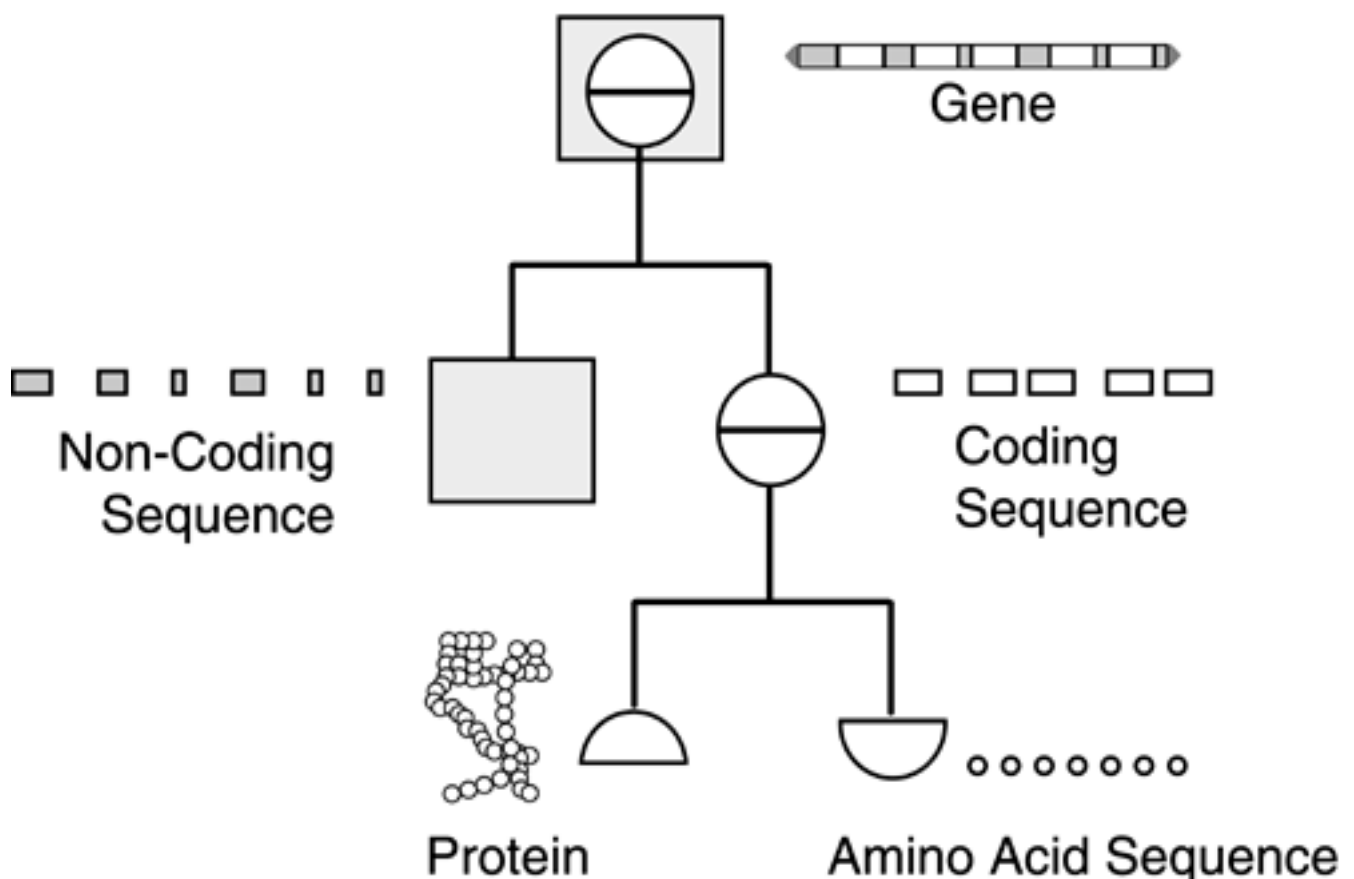 Gene
Non-Coding
Sequence
Coding
Sequence
Protein
Amino Acid Sequence